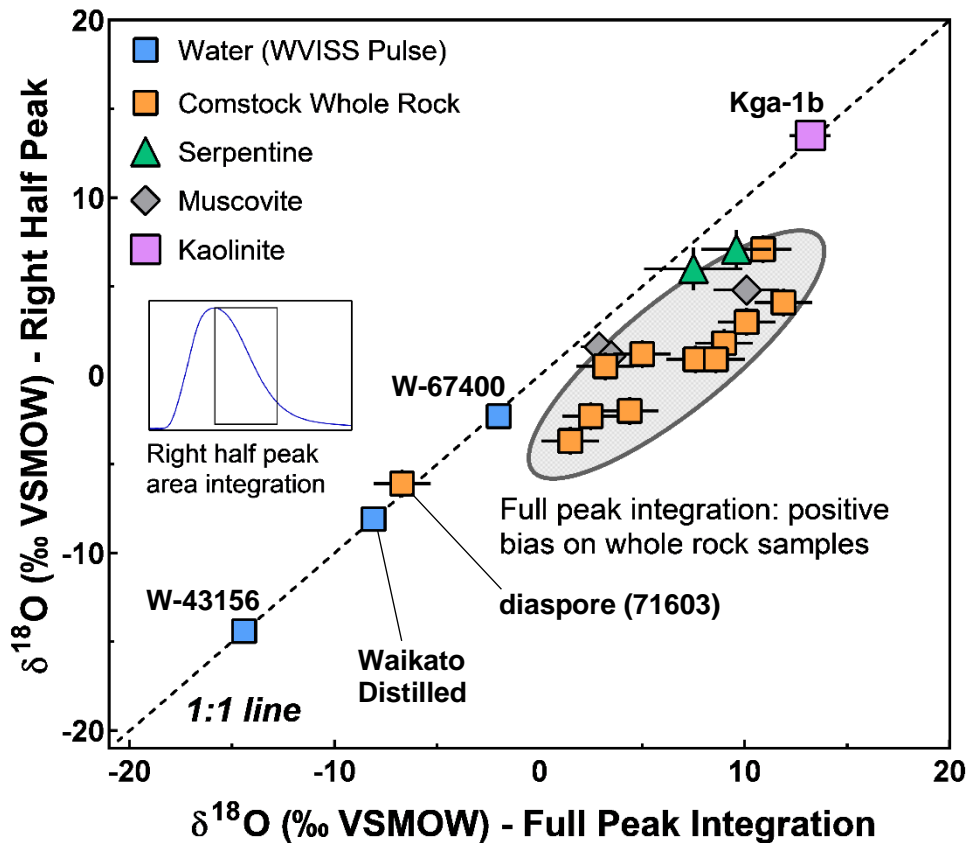 δ18O (‰ VSMOW) - Right Half Peak
20
10
0
-10
-20
Water (WVISS Pulse)
Comstock Whole Rock
Serpentine
Muscovite
Kaolinite
Kga-1b
Right half peak
area integration
W-67400
Full peak integration: positive
bias on whole rock samples
W-43156
diaspore (71603)
Waikato
Distilled
1:1 line
-20
-10
0
10
20
δ18O (‰ VSMOW) - Full Peak Integration